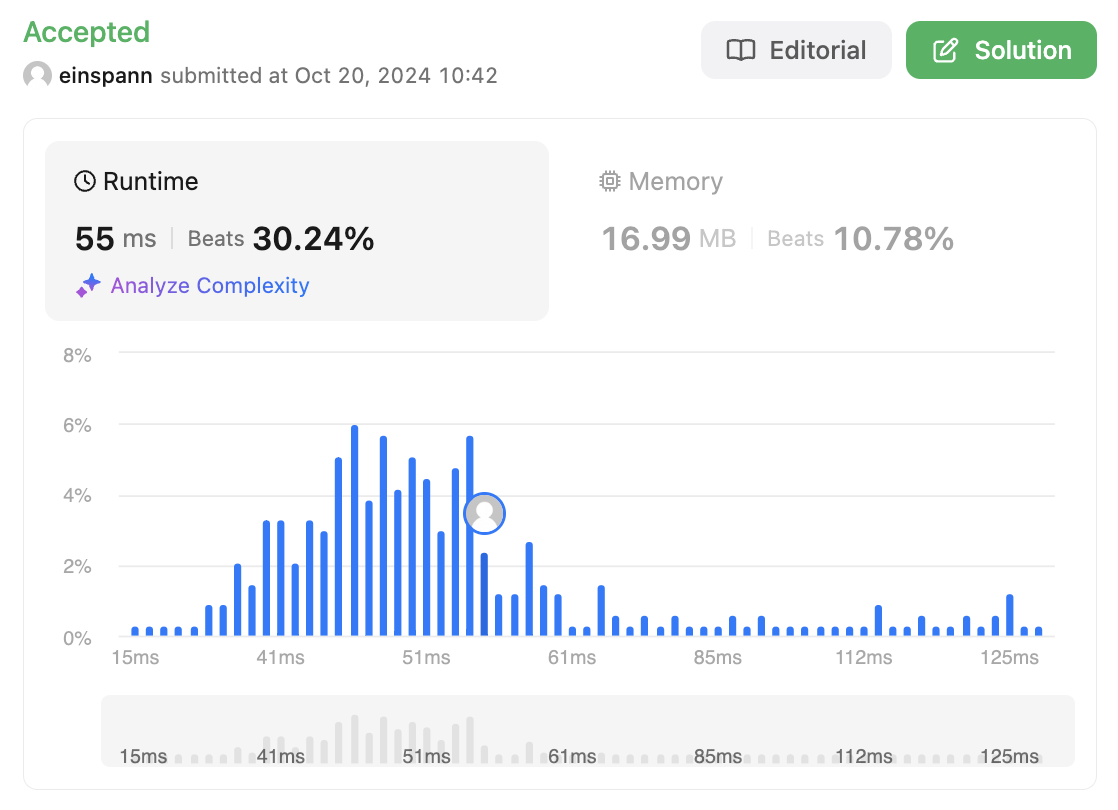 Accepted
Editorial
Solution
einspann submitted at Oct 20, 2024 10:42
Runtime
55 ms | Beats 30.24%
Analyze Complexity
Memory
16.99 MB | Beats 10.78%
8%
6%
4%
2%
0%
15ms 41ms 51ms 61ms 85ms 112ms 125ms
15ms 41ms 51ms 61ms 85ms 112ms 125ms